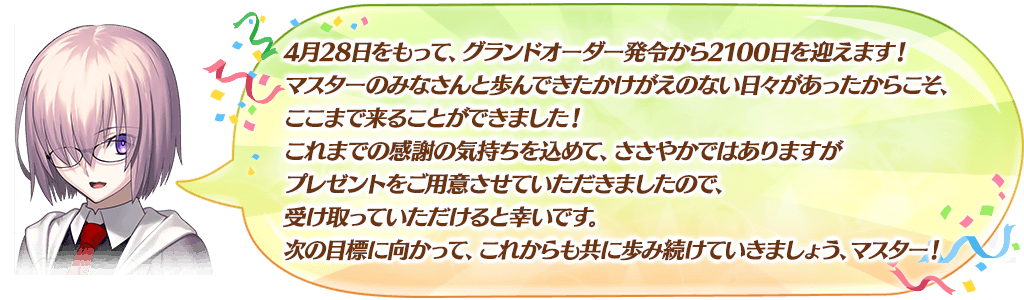 4月28日をもって、グランドオーダー発令から2100日を迎えます！
マスターのみなさんと歩んできたかけがえのない日々があったからこそ、
ここまで来ることができました！
これまでの感謝の気持ちを込めて、ささやかではありますが
プレゼントをご用意させていただきましたので、
受け取っていただけると幸いです。
次の目標に向かって、これからも共に歩み続けていきましょう、マスター！